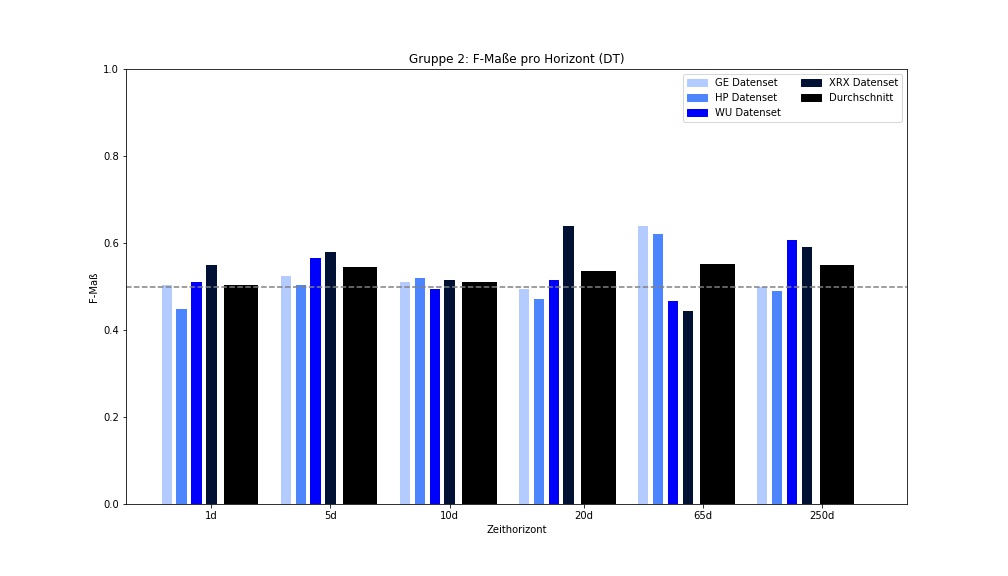 Gruppe 2: F-Maße pro Horizont (DT)
GE Datenset
HP Datenset
WU Datenset
XRX Datenset
Durchschnitt
1.0
0.8
0.6
0.4
0.2
0.0
F-Maß
1d
5d
10d
20d
65d
250d
Zeithorizont